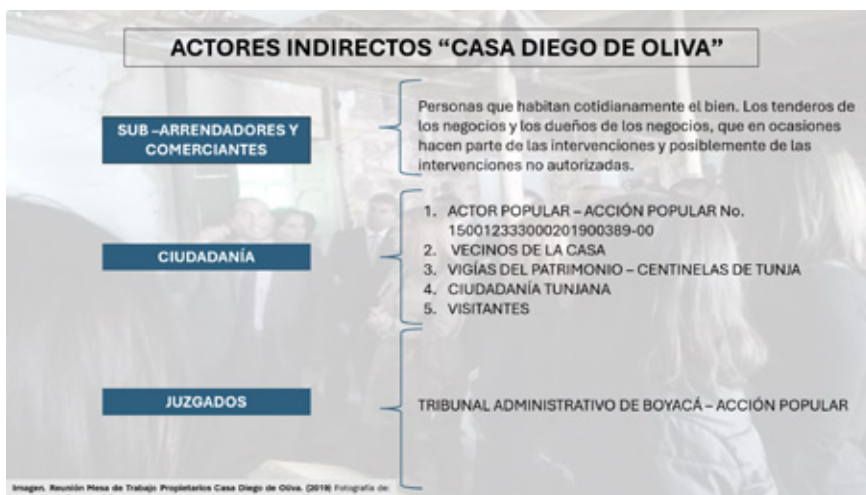 ACTORES INDIRECTOS “CASA DIEGO DE OLIVA”
SUB –ARRENDADORES Y
COMERCIANTES
Personas que habitan cotidianamente el bien. Los tenderos de
los negocios y los dueños de los negocios, que en ocasiones
hacen parte de las intervenciones y posiblemente de las
intervenciones no autorizadas.
CIUDADANÍA
1. ACTOR POPULAR – ACCIÓN POPULAR No.
150012333000201900389-00
2. VECINOS DE LA CASA
3. VIGÍAS DEL PATRIMONIO – CENTINELAS DE TUNJA
4. CIUDADANÍA TUNJANA
5. VISITANTES
JUZGADOS
TRIBUNAL ADMINISTRATIVO DE BOYACÁ – ACCIÓN POPULAR
Imagen. Reunión Mesa de Trabajo Propietarios Casa Diego de Oliva. (2019) Fotografía de: